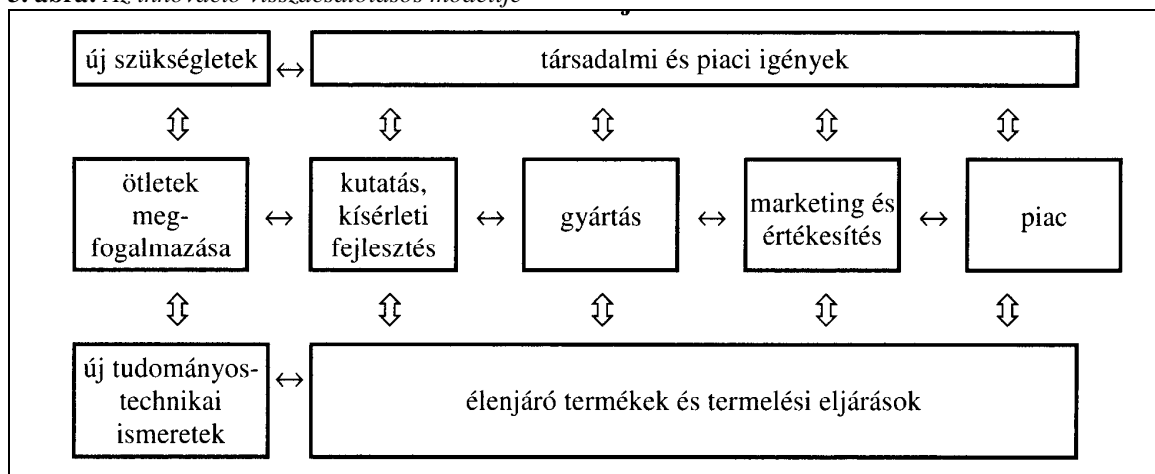 új szükségletek ↔ társadalmi és piaci igények
ötletek
meg-
fogalmazása
kutatás,
kísérleti
fejlesztés
gyártás
marketing és
értékesítés
piac
új tudományos-
technikai
ismeretek
élenjáró termékek és termelési eljárások